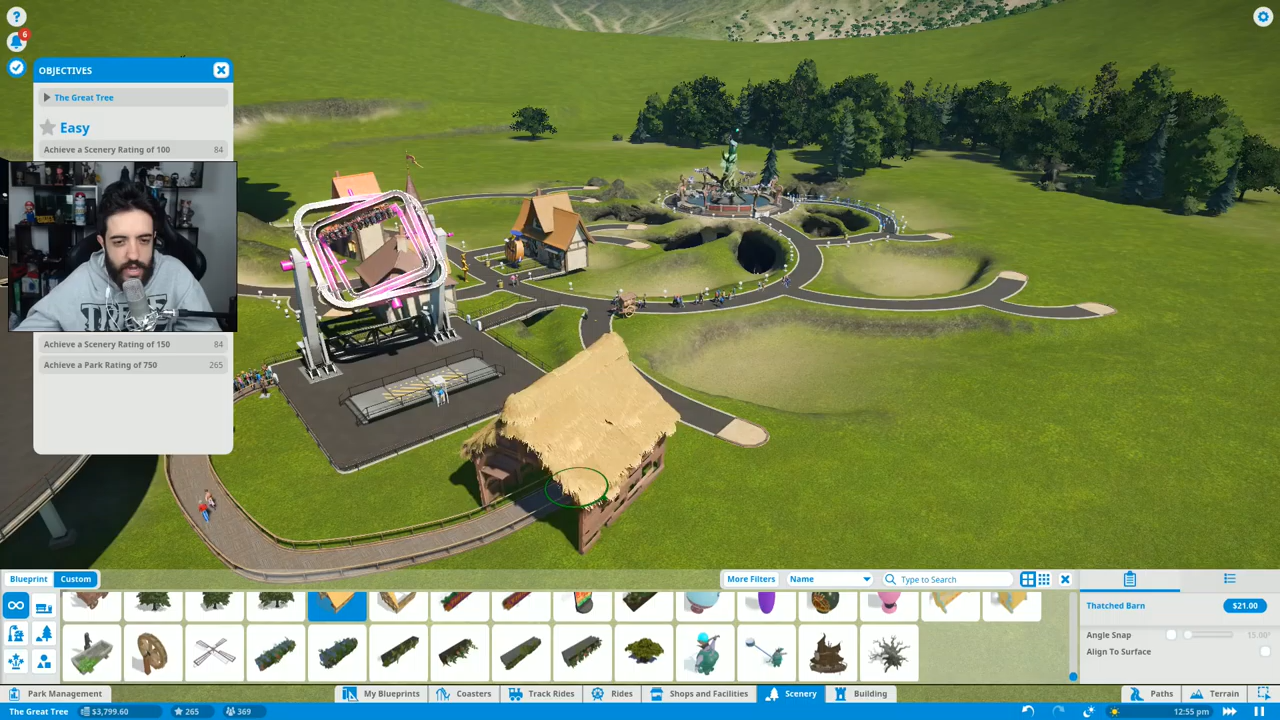 ?
6
OBJECTIVES
The Great Tree
Easy
Achieve a Scenery Rating of 100 84
Achieve a Scenery Rating of 150 84
Achieve a Park Rating of 750 265
Blueprint Custom More Filters Name Type to Search
Thatched Barn $21.00
Angle Snap 15.00°
Align To Surface
Park Management My Blueprints Coasters Track Rides Rides Shops and Facilities Scenery Building Paths Terrain
The Great Tree $3,799.60 265 369 12:55 pm